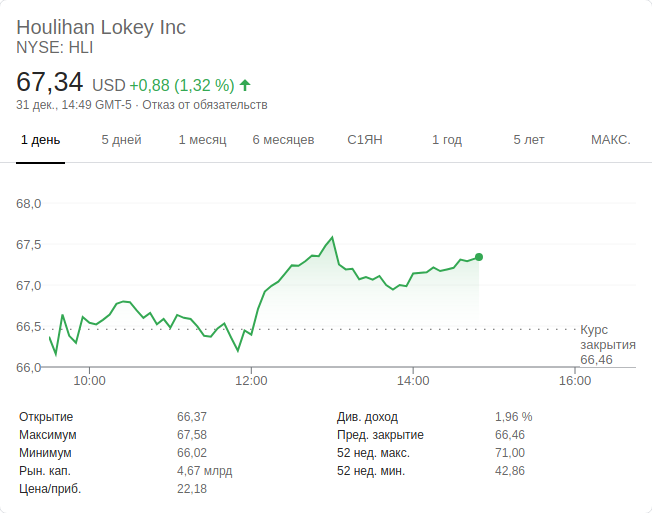 Houlihan Lokey Inc
NYSE: HLI
67,34 USD +0,88 (1,32 %)
31 дек., 14:49 GMT-5 · Отказ от обязательств
1 день 5 дней 1 месяц 6 месяцев С1ЯН 1 год 5 лет МАКС.
68,0
67,5
67,0
66,5
Курс
закрытия
66,46
66,0
10:00 12:00 14:00 16:00
Открытие 66,37 Див. доход 1,96 %
Максимум 67,58 Пред. закрытие 66,46
Минимум 66,02 52 нед. макс. 71,00
Рын. кап. 4,67 млрд 52 нед. мин. 42,86
Цена/приб. 22,18